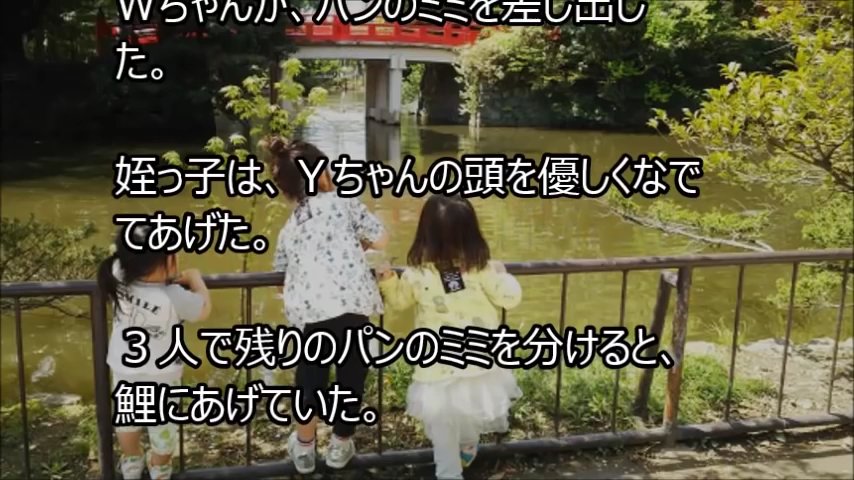 Wちゃんが、パンのミミを差し出し
た。
姪っ子は、Ｙちゃんの頭を優しくなで
てあげた。
３人で残りのパンのミミを分けると、
鯉にあげていた。
MALE